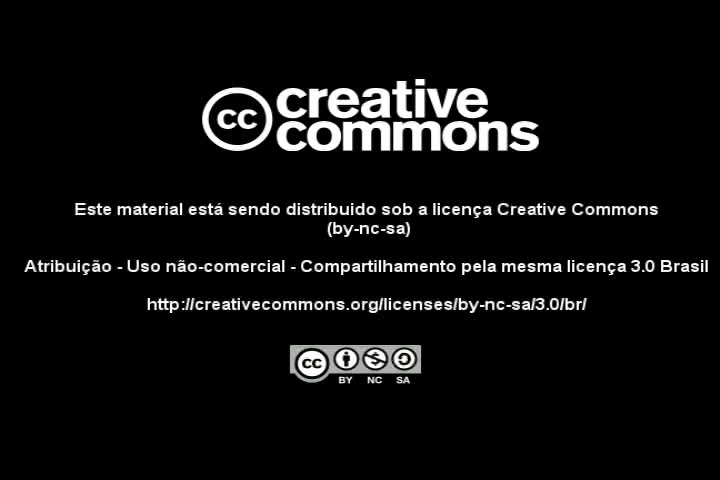 cc creative
commons
Este material está sendo distribuido sob a licença Creative Commons
(by-nc-sa)
Atribuição - Uso não-comercial - Compartilhamento pela mesma licença 3.0 Brasil
http://creativecommons.org/licenses/by-nc-sa/3.0/br/
cc
BY NC SA